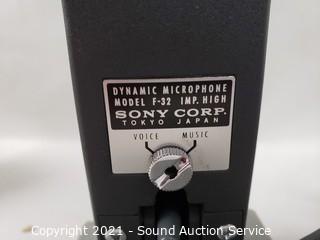 DYNAMIC MICROPHONE
MODEL F-32 IMP. HIGH
SONY CORP.
TOKYO JAPAN
VOICE MUSIC
Copyright 2021 - Sound Auction Service